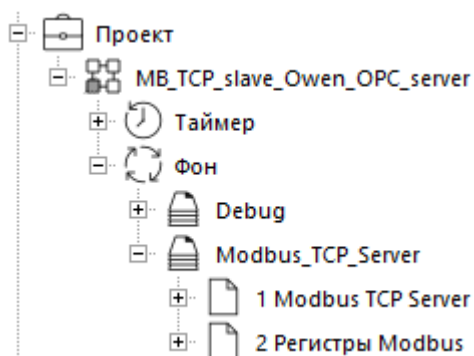 Проект
MB_TCP_slave_Owen_OPC_server
Таймер
Фон
Debug
Modbus_TCP_Server
1 Modbus TCP Server
2 Регистры Modbus